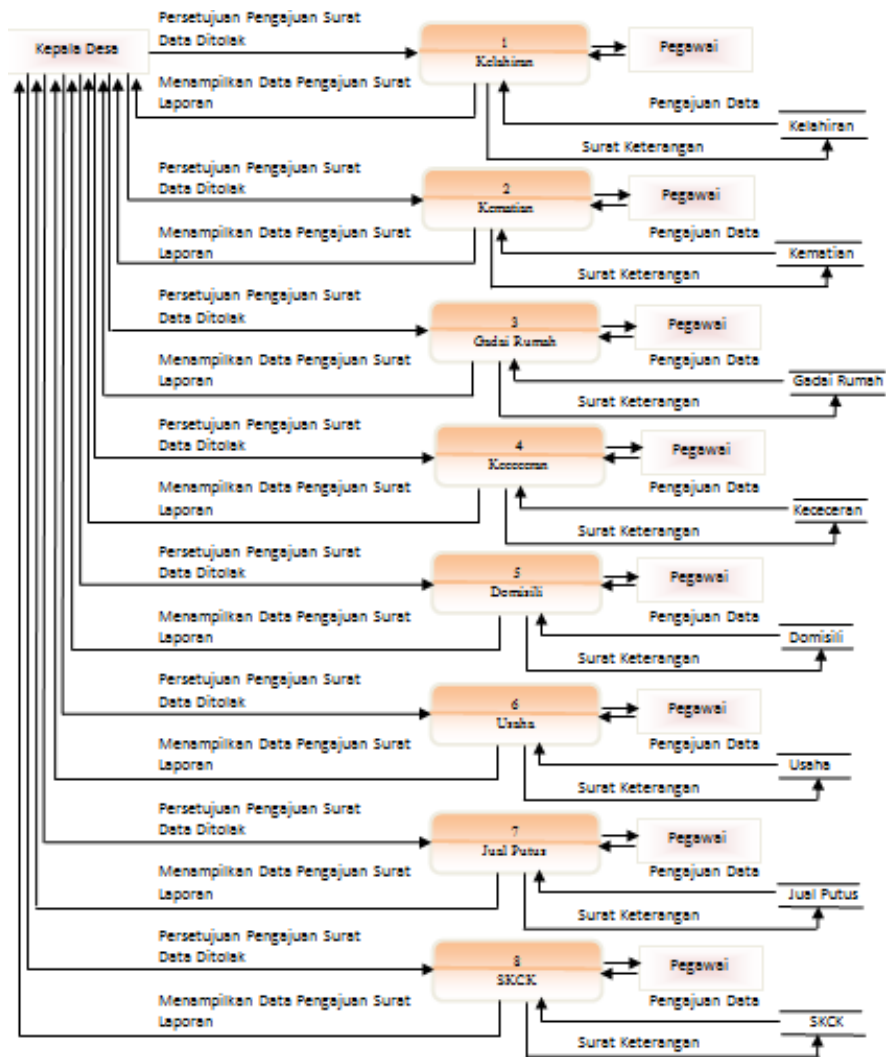 Persetujuan Pengajuan Surat
Data Ditolak
Kepala Desa
1
Kelahiran
Pegawai
Menampilkan Data Pengajuan Surat
Laporan
Pengajuan Data
Kelahiran
Surat Keterangan
Persetujuan Pengajuan Surat
Data Ditolak
2
Kematian
Pegawai
Menampilkan Data Pengajuan Surat
Laporan
Pengajuan Data
Kematian
Surat Keterangan
Persetujuan Pengajuan Surat
Data Ditolak
3
Gadai Rumah
Pegawai
Menampilkan Data Pengajuan Surat
Laporan
Pengajuan Data
Gadai Rumah
Surat Keterangan
Persetujuan Pengajuan Surat
Data Ditolak
4
Kececeran
Pegawai
Menampilkan Data Pengajuan Surat
Laporan
Pengajuan Data
Kececeran
Surat Keterangan
Persetujuan Pengajuan Surat
Data Ditolak
5
Domisili
Pegawai
Menampilkan Data Pengajuan Surat
Laporan
Pengajuan Data
Domisili
Surat Keterangan
Persetujuan Pengajuan Surat
Data Ditolak
6
Usaha
Pegawai
Menampilkan Data Pengajuan Surat
Laporan
Pengajuan Data
Usaha
Surat Keterangan
Persetujuan Pengajuan Surat
Data Ditolak
7
Jual Putus
Pegawai
Menampilkan Data Pengajuan Surat
Laporan
Pengajuan Data
Jual Putus
Surat Keterangan
Persetujuan Pengajuan Surat
Data Ditolak
8
SKCK
Pegawai
Menampilkan Data Pengajuan Surat
Laporan
Pengajuan Data
SKCK
Surat Keterangan